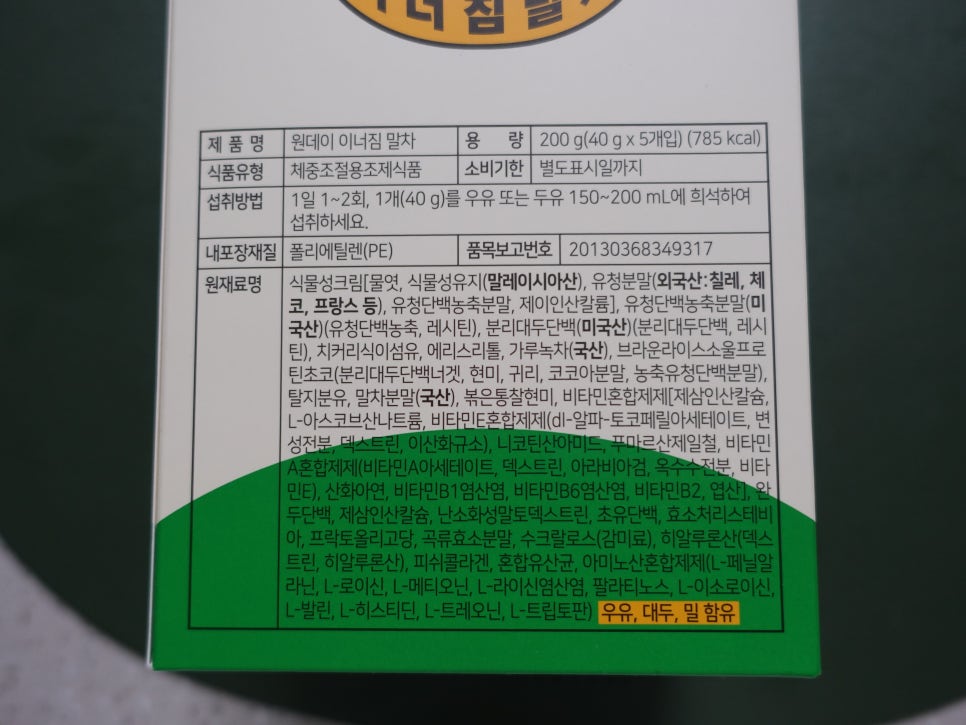 너짐말
제 품 명 원데이 이너짐 말차 용 량 200 g(40 g x 5개입) (785 kcal)
식품유형 체중조절용조제식품 소비기한 별도표시일까지
섭취방법 1일 1~2회, 1개(40 g)를 우유 또는 두유 150~200 mL에 희석하여
섭취하세요.
내포장재질 폴리에틸렌(PE) 품목보고번호 20130368349317
원재료명 식물성크림[물엿, 식물성유지(말레이시아산), 유청분말(외국산:칠레, 체
코, 프랑스 등), 유청단백농축분말, 제이인산칼륨], 유청단백농축분말(미
국산)(유청단백농축, 레시틴), 분리대두단백(미국산)(분리대두단백, 레시
틴), 치커리식이섬유, 에리스리톨, 가루녹차(국산), 브라운라이스소울프로
틴초코(분리대두단백너겟, 현미, 귀리, 코코아분말, 농축유청단백분말),
탈지분유, 말차분말(국산), 볶은통찰현미, 비타민혼합제제[제삼인산칼슘,
L-아스코브산나트륨, 비타민E혼합제제(dl-알파-토코페릴아세테이트, 변
성전분, 덱스트린, 이산화규소), 니코틴산아미드, 푸마르산제일철, 비타민
A혼합제제(비타민A아세테이트, 덱스트린, 아라비아검, 옥수수전분, 비타
민E), 산화아연, 비타민B1염산염, 비타민B6염산염, 비타민B2, 엽산], 완
두단백, 제삼인산칼슘, 난소화성말토덱스트린, 초유단백, 효소처리스테비
아, 프락토올리고당, 곡류효소분말, 수크랄로스(감미료), 히알루론산(덱스
트린, 히알루론산), 피쉬콜라겐, 혼합유산균, 아미노산혼합제제(L-페닐알
라닌, L-로이신, L-메티오닌, L-라이신염산염, 팔라티노스, L-이소로이신,
L-발린, L-히스티딘, L-트레오닌, L-트립토판) 우유, 대두, 밀 함유